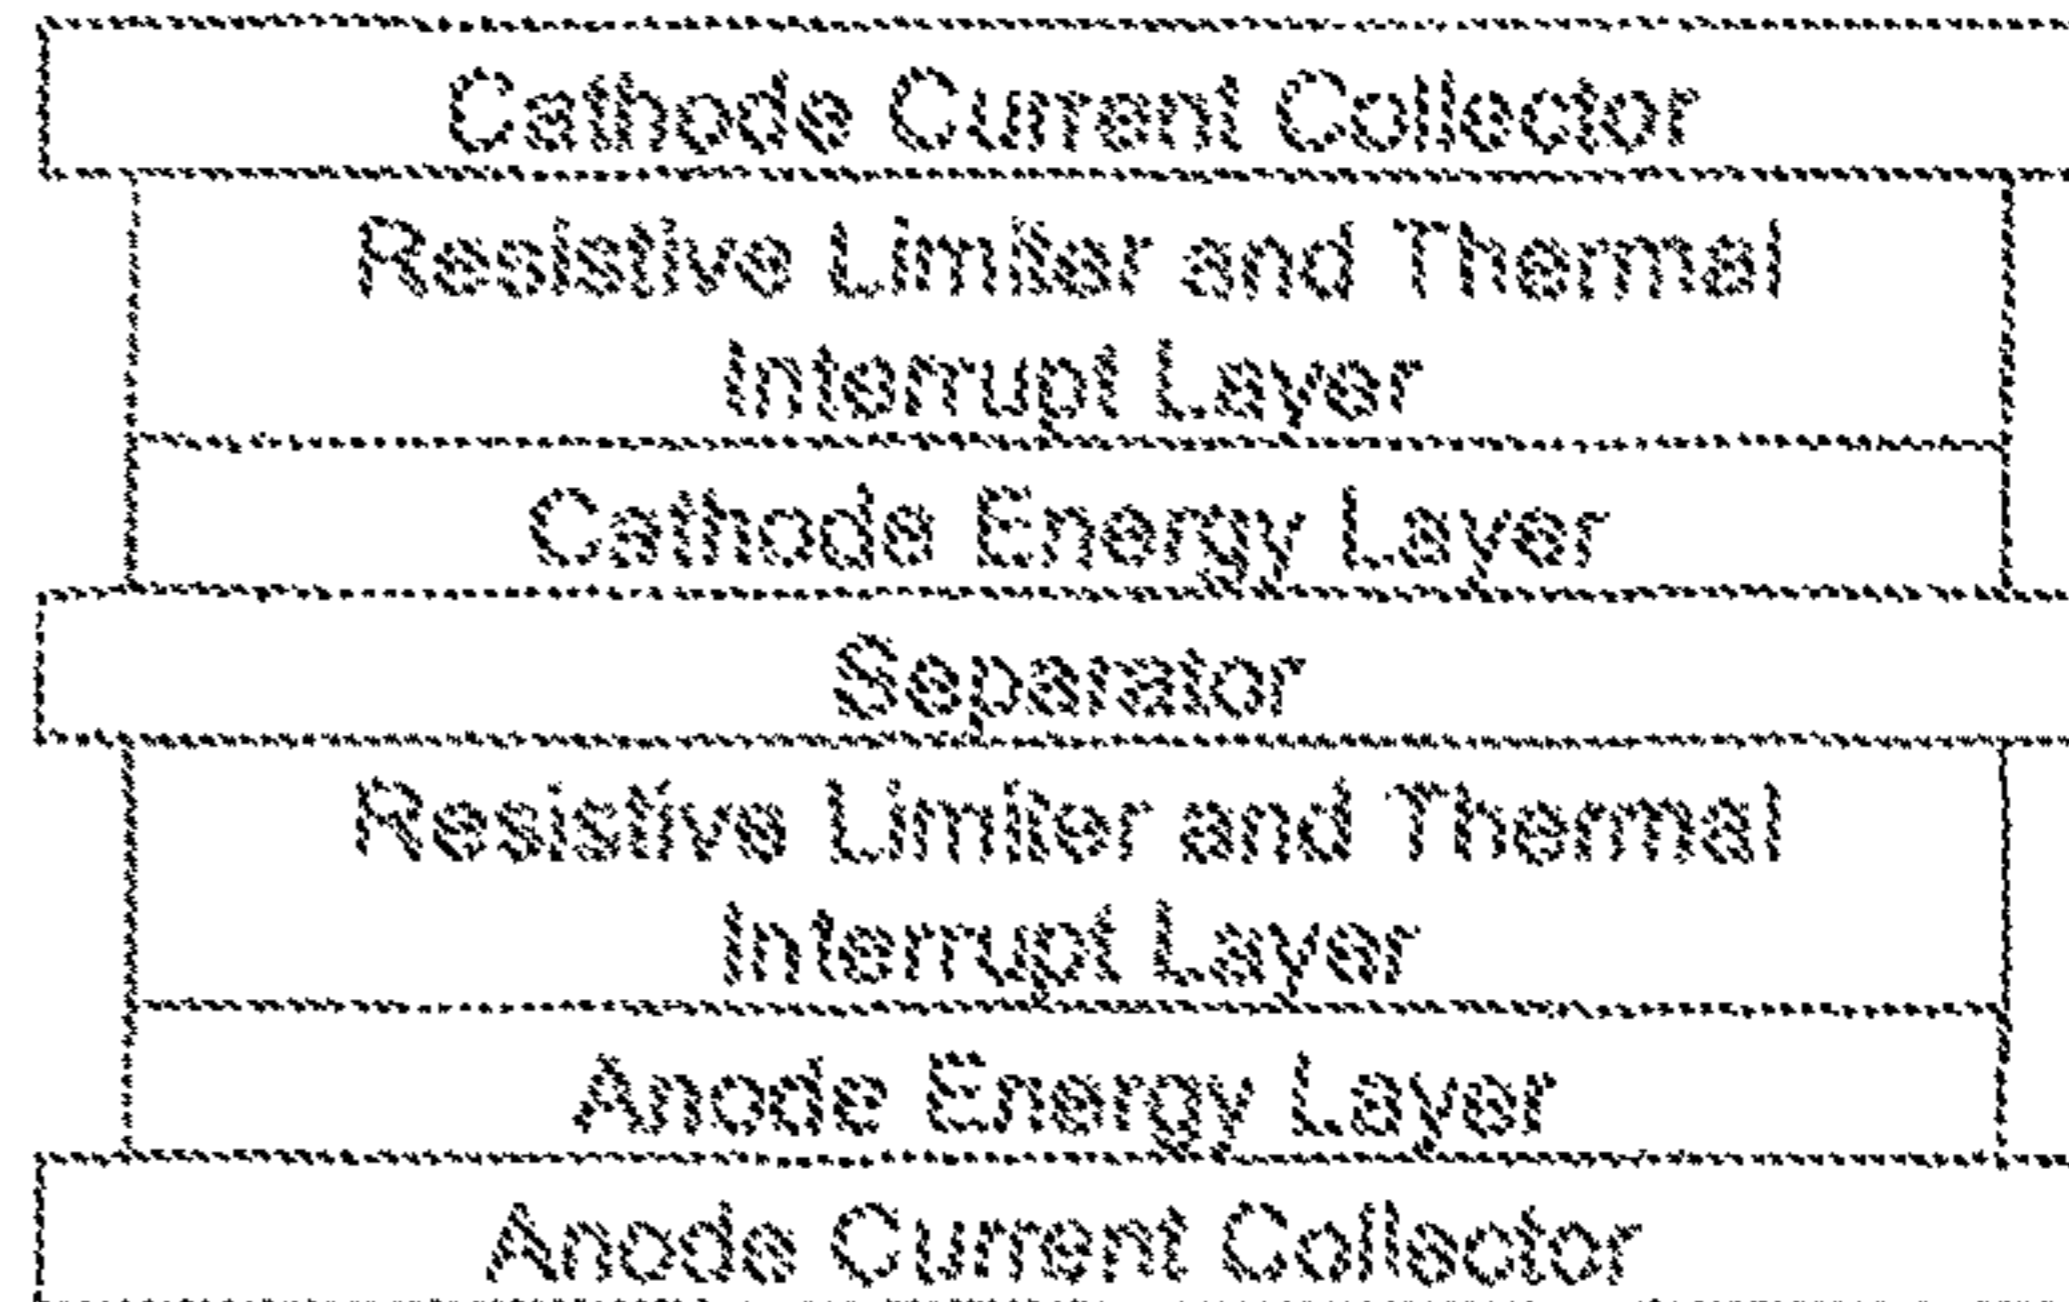 Cathode Current Collector
Resistive Limiter and Thermal
Interrupt Layer
Cathode Energy Layer
Separator
Resistive Limiter and Thermal
Interrupt Layer
Anode Energy Layer
Anode Current Collector